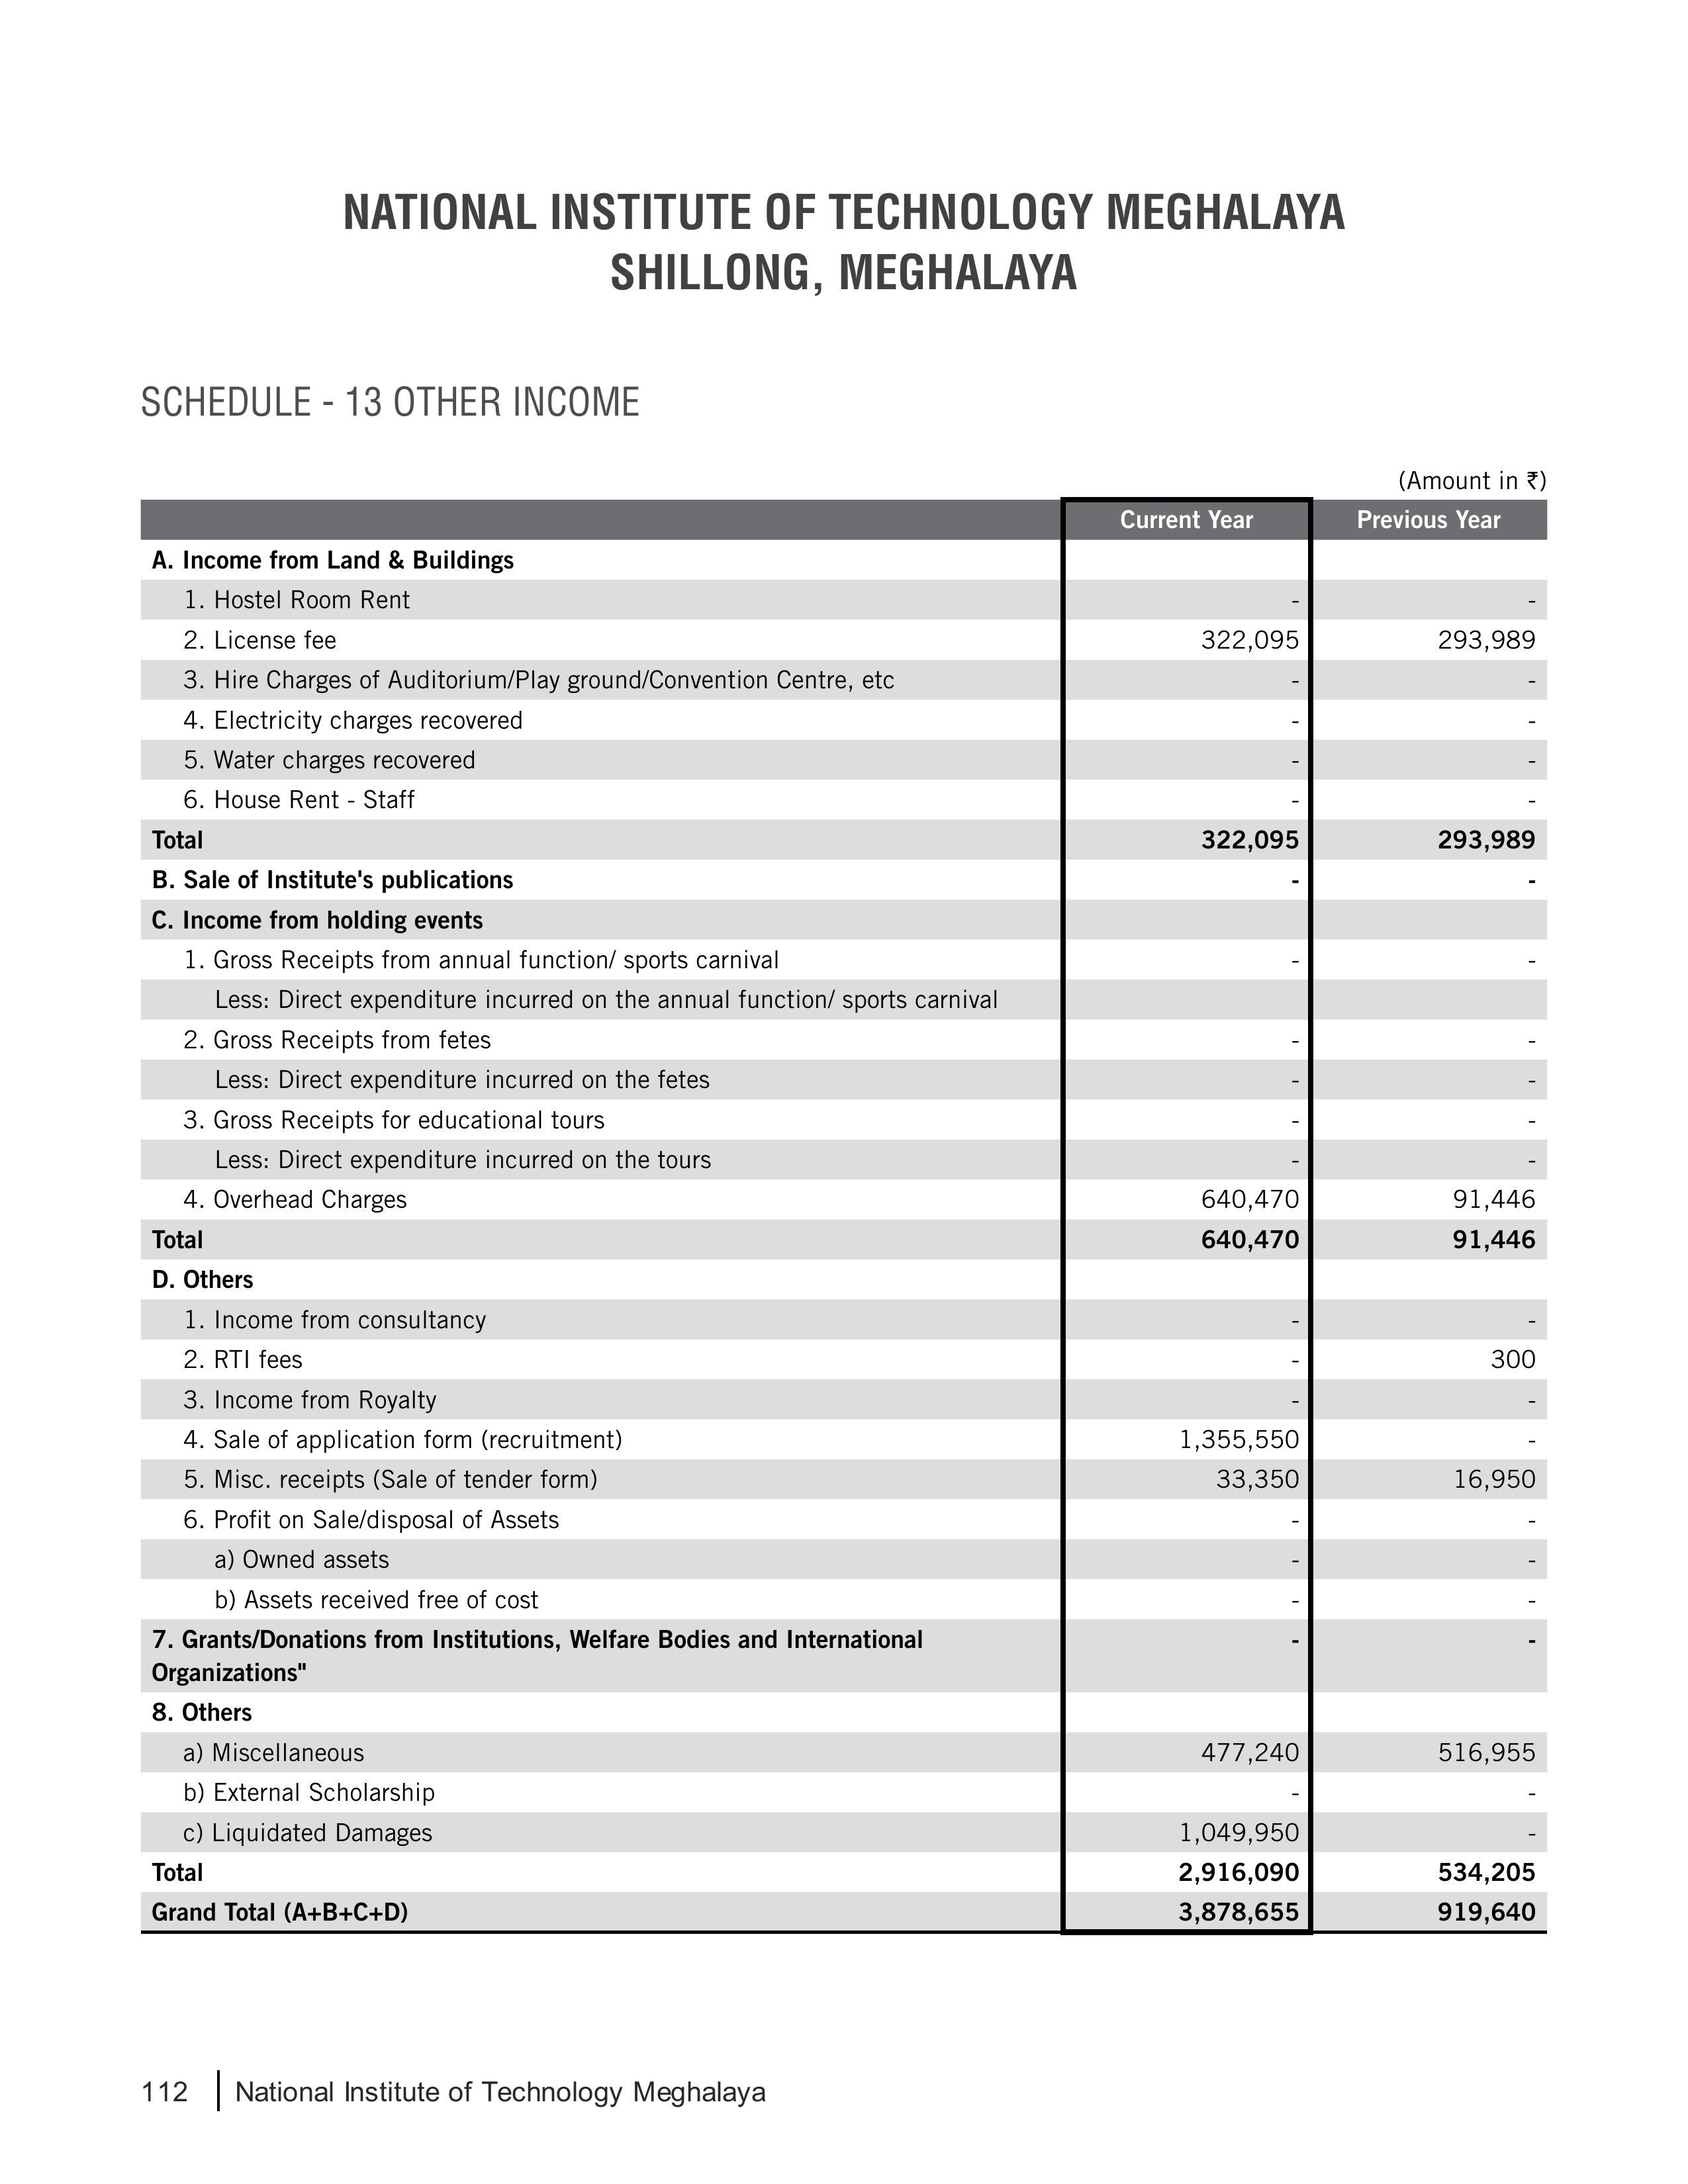 NATIONAL INSTITUTE OF TECHNOLOGY MEGHALAYA
SHILLONG, MEGHALAYA
SCHEDULE - 13 OTHER INCOME
(Amount in ₹)
Current Year Previous Year
A. Income from Land & Buildings
1. Hostel Room Rent - -
2. License fee 322,095 293,989
3. Hire Charges of Auditorium/Play ground/Convention Centre, etc - -
4. Electricity charges recovered - -
5. Water charges recovered - -
6. House Rent - Staff - -
Total 322,095 293,989
B. Sale of Institute's publications - -
C. Income from holding events
1. Gross Receipts from annual function/ sports carnival - -
Less: Direct expenditure incurred on the annual function/ sports carnival
2. Gross Receipts from fetes - -
Less: Direct expenditure incurred on the fetes - -
3. Gross Receipts for educational tours - -
Less: Direct expenditure incurred on the tours - -
4. Overhead Charges 640,470 91,446
Total 640,470 91,446
D. Others
1. Income from consultancy - -
2. RTI fees - 300
3. Income from Royalty - -
4. Sale of application form (recruitment) 1,355,550 -
5. Misc. receipts (Sale of tender form) 33,350 16,950
6. Profit on Sale/disposal of Assets - -
a) Owned assets - -
b) Assets received free of cost - -
7. Grants/Donations from Institutions, Welfare Bodies and International - -
Organizations"
8. Others
a) Miscellaneous 477,240 516,955
b) External Scholarship - -
c) Liquidated Damages 1,049,950 -
Total 2,916,090 534,205
Grand Total (A+B+C+D) 3,878,655 919,640
112 National Institute of Technology Meghalaya